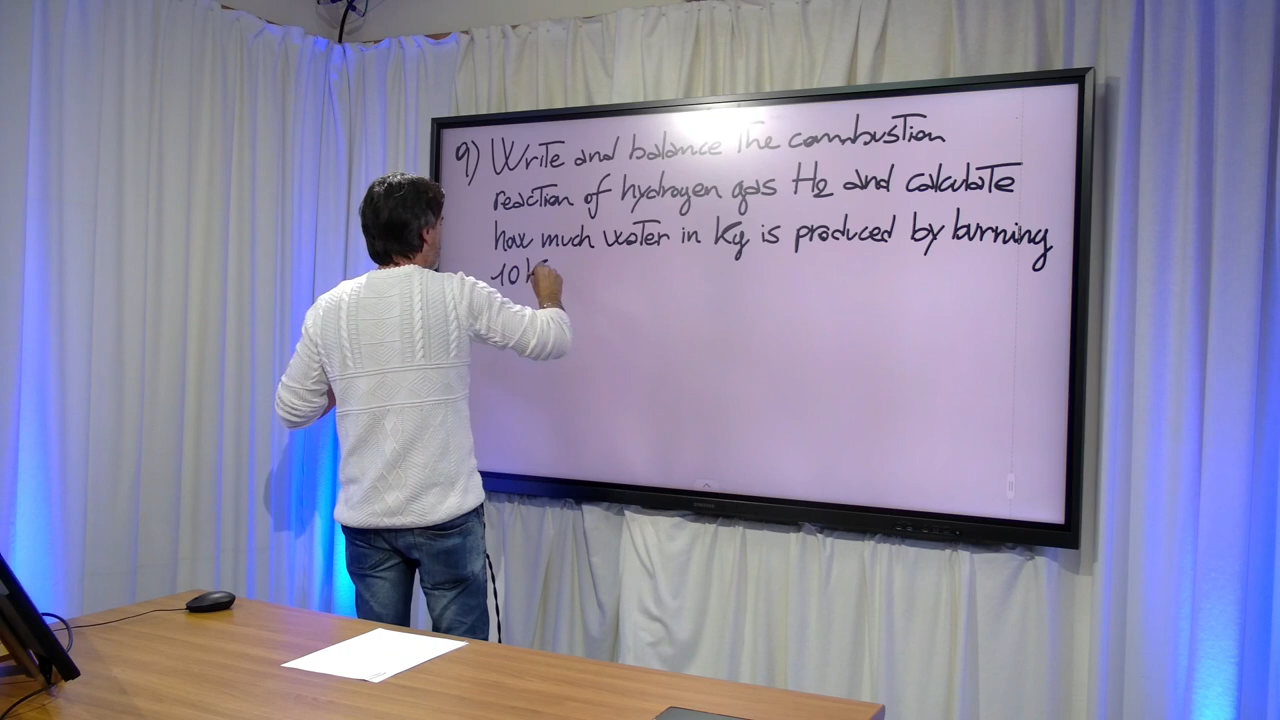 9) Write and balance the combustion
reaction of hydrogen gas H2 and calculate
how much water in Kg is produced by burning
10